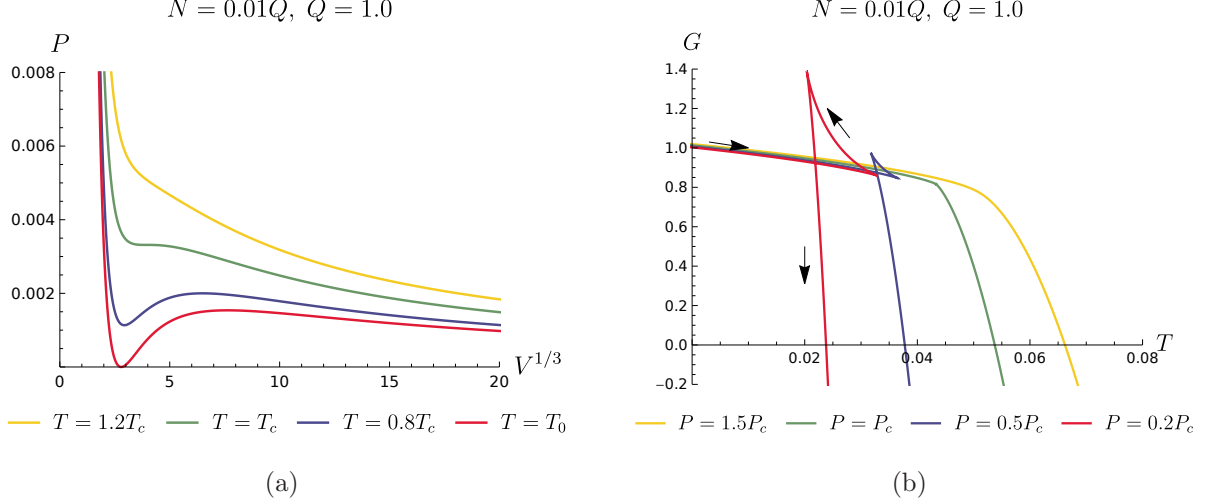 N = 0.01Q, Q = 1.0
P
0.008
0.006
0.004
0.002
0
5
10
15
20
V^{1/3}
T = 1.2T_c
T = T_c
T = 0.8T_c
T = T_0
(a)
N = 0.01Q, Q = 1.0
G
1.4
1.2
1.0
0.8
0.6
0.4
0.2
0.0
−0.2
0.02
0.04
0.06
0.08
T
P = 1.5P_c
P = P_c
P = 0.5P_c
P = 0.2P_c
(b)